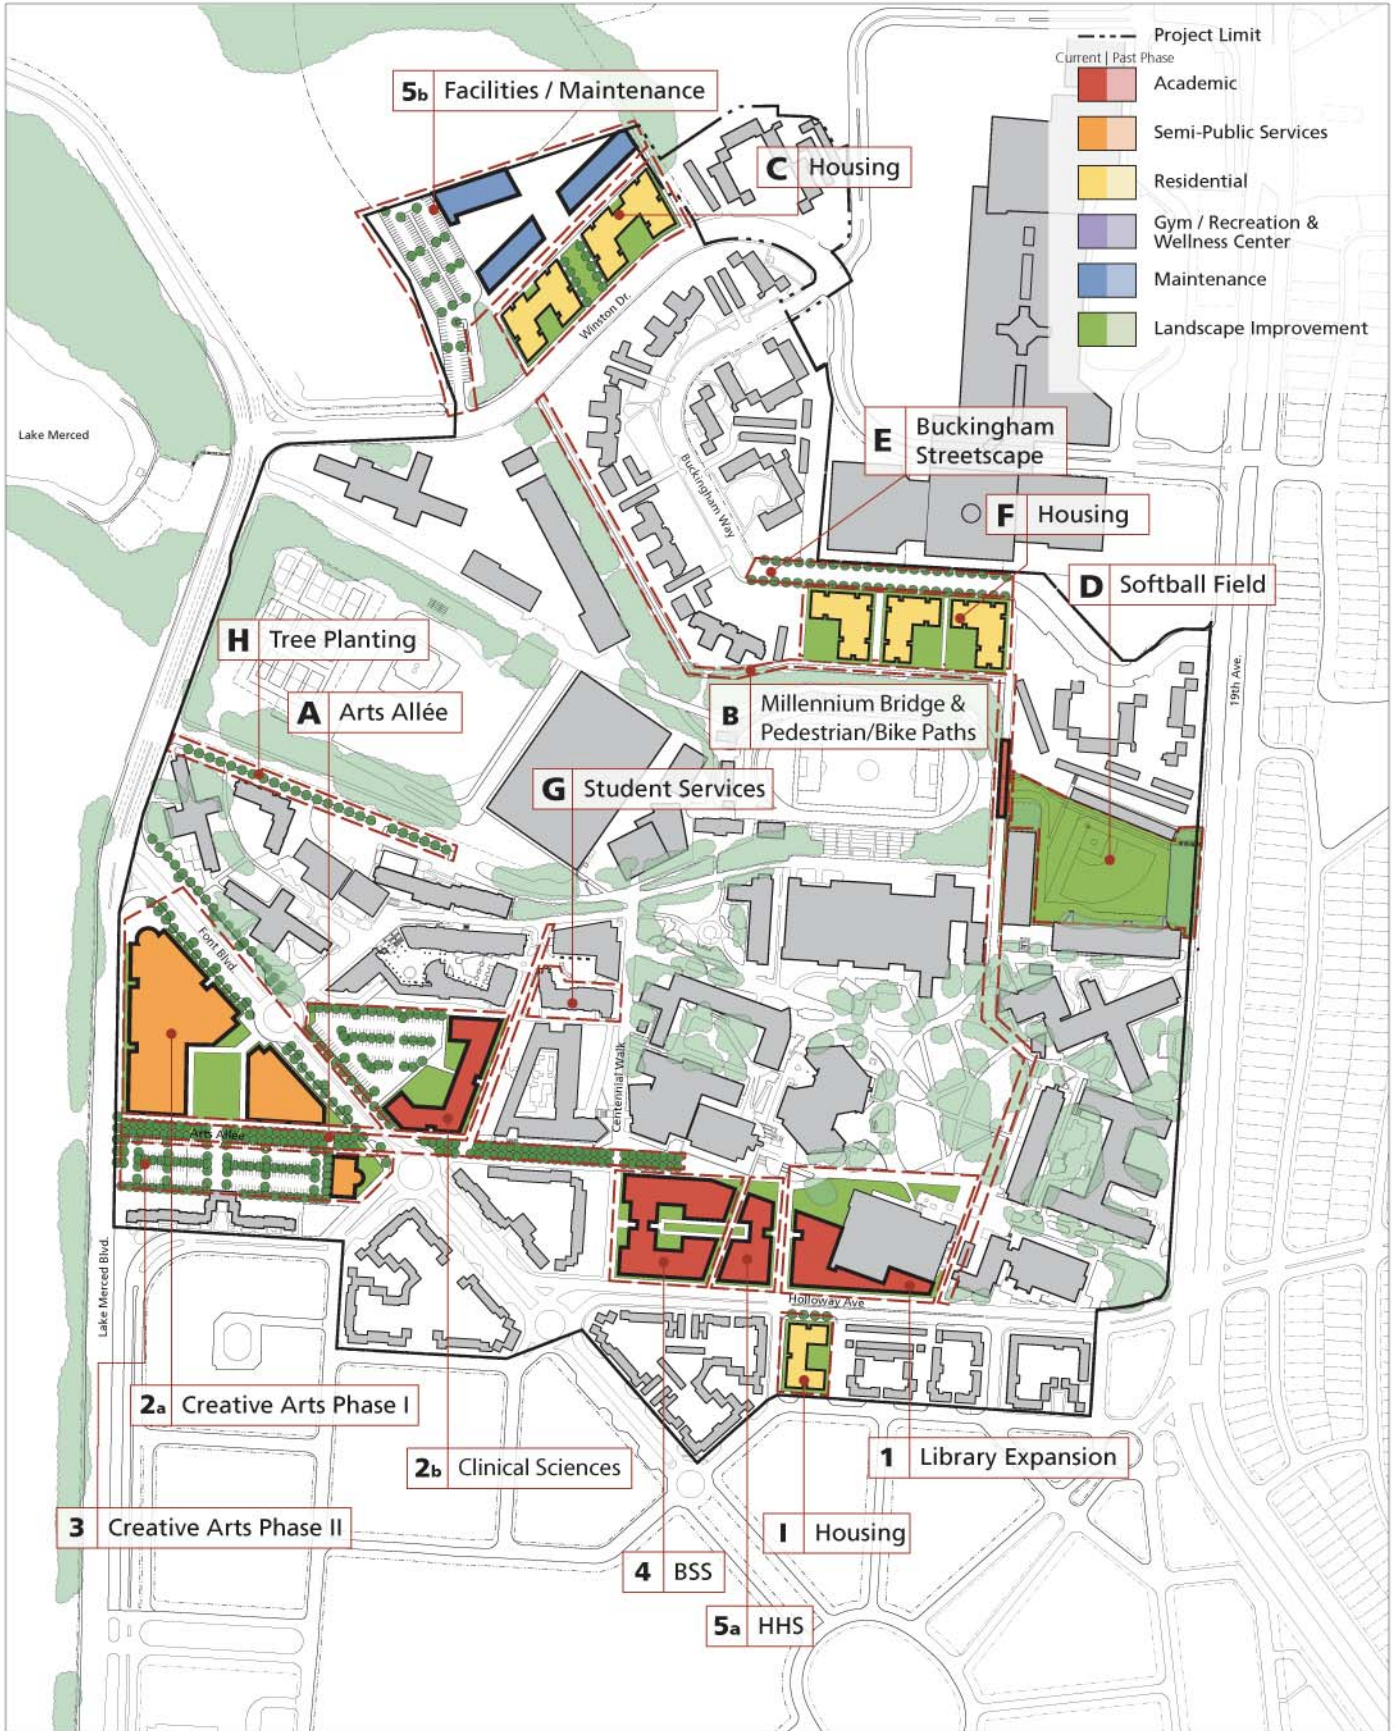 Project Limit
Current | Past Phase
Academic
Semi-Public Services
Residential
Gym / Recreation &
Wellness Center
Maintenance
Landscape Improvement
5b Facilities / Maintenance
C Housing
Winston Dr.
Lake Merced
E Buckingham
Streetscape
Buckingham Way
F Housing
D Softball Field
H Tree Planting
19th Ave.
A Arts Allée
B Millennium Bridge &
Pedestrian/Bike Paths
G Student Services
Font Blvd.
Centennial Walk
Arts Allée
Lake Merced Blvd.
Holloway Ave
2a Creative Arts Phase I
2b Clinical Sciences
1 Library Expansion
3 Creative Arts Phase II
I Housing
4 BSS
5a HHS